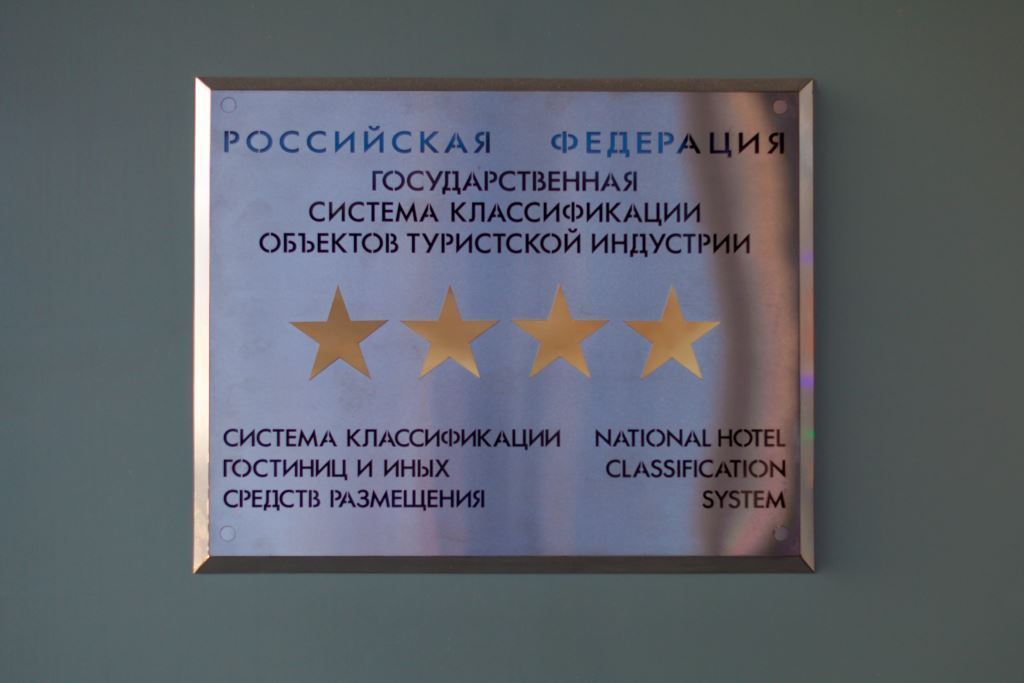 РОССИЙСКАЯ ФЕДЕРАЦИЯ
ГОСУДАРСТВЕННАЯ
СИСТЕМА КЛАССИФИКАЦИИ
ОБЪЕКТОВ ТУРИСТСКОЙ ИНДУСТРИИ
СИСТЕМА КЛАССИФИКАЦИИ
ГОСТИНИЦ И ИНЫХ
СРЕДСТВ РАЗМЕЩЕНИЯ
NATIONAL HOTEL
CLASSIFICATION
SYSTEM